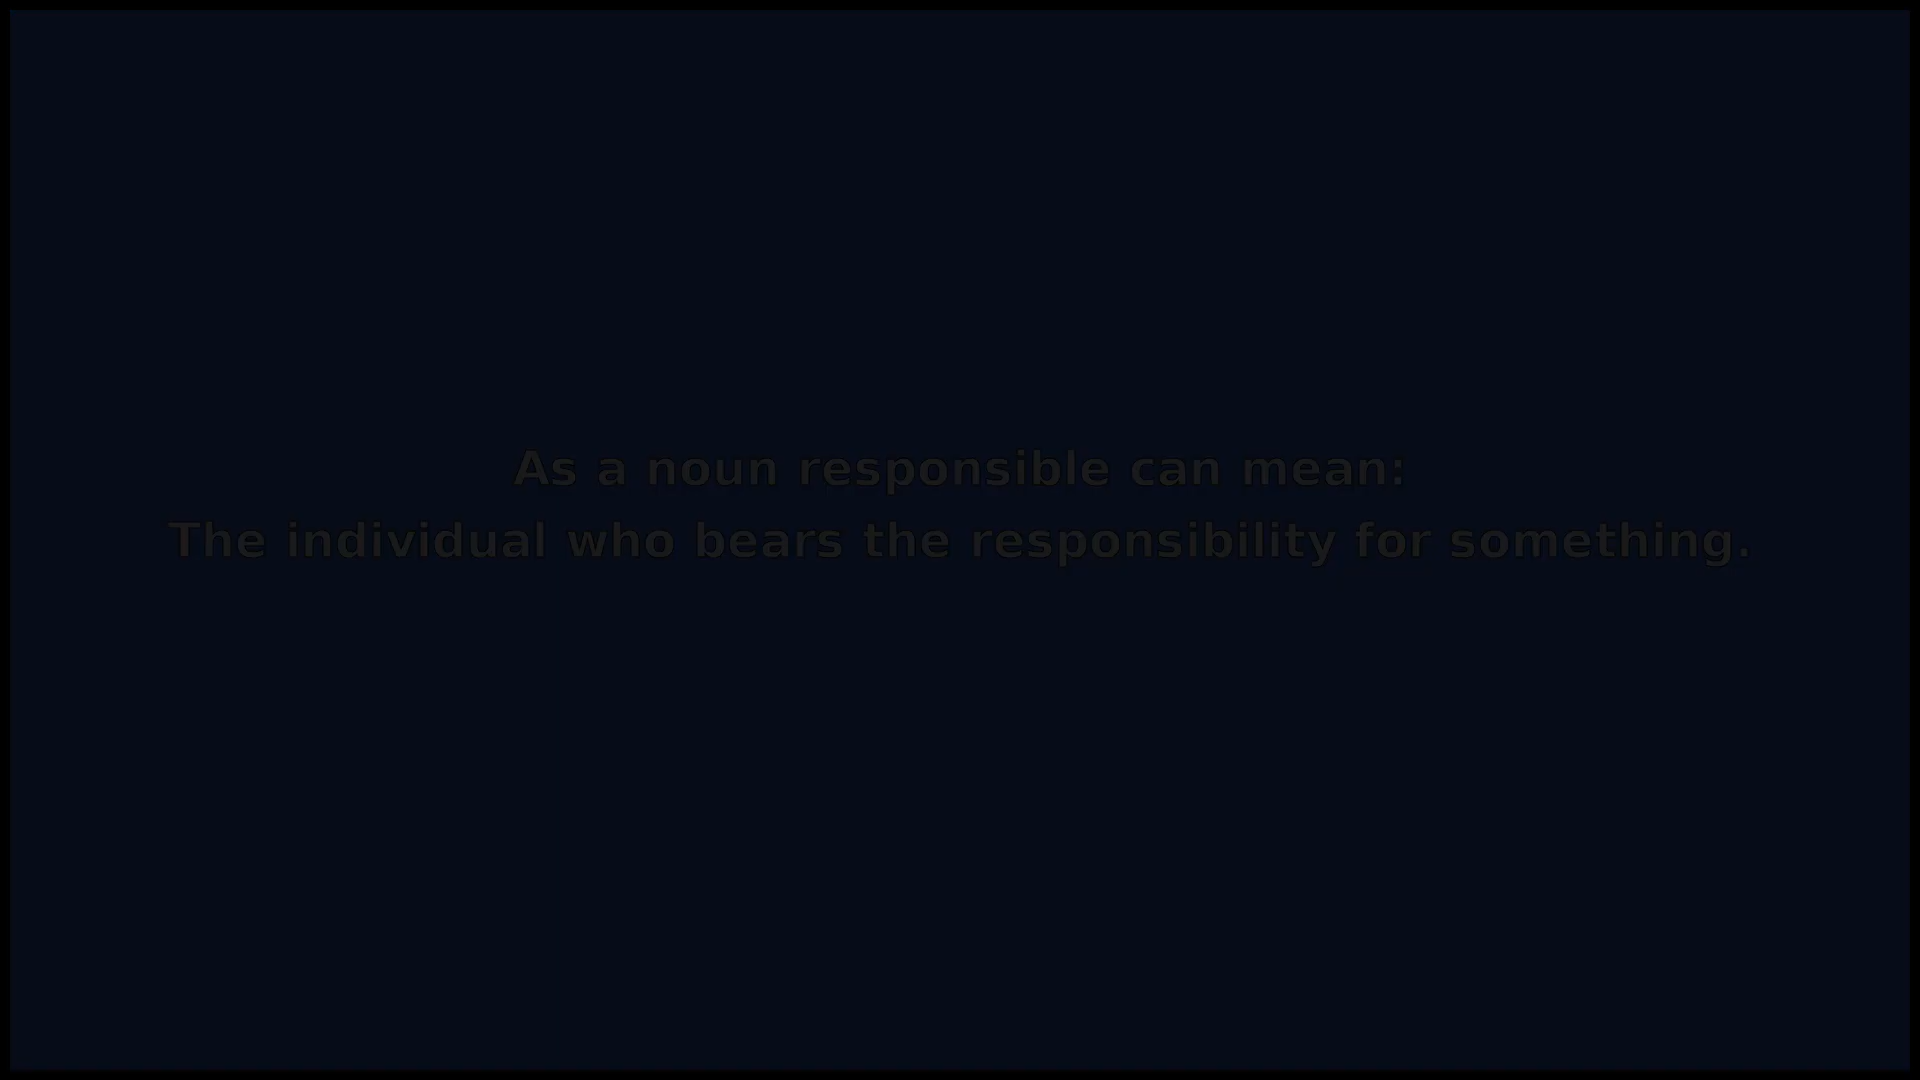 As a noun responsible can mean:
The individual who bears the responsibility for something.